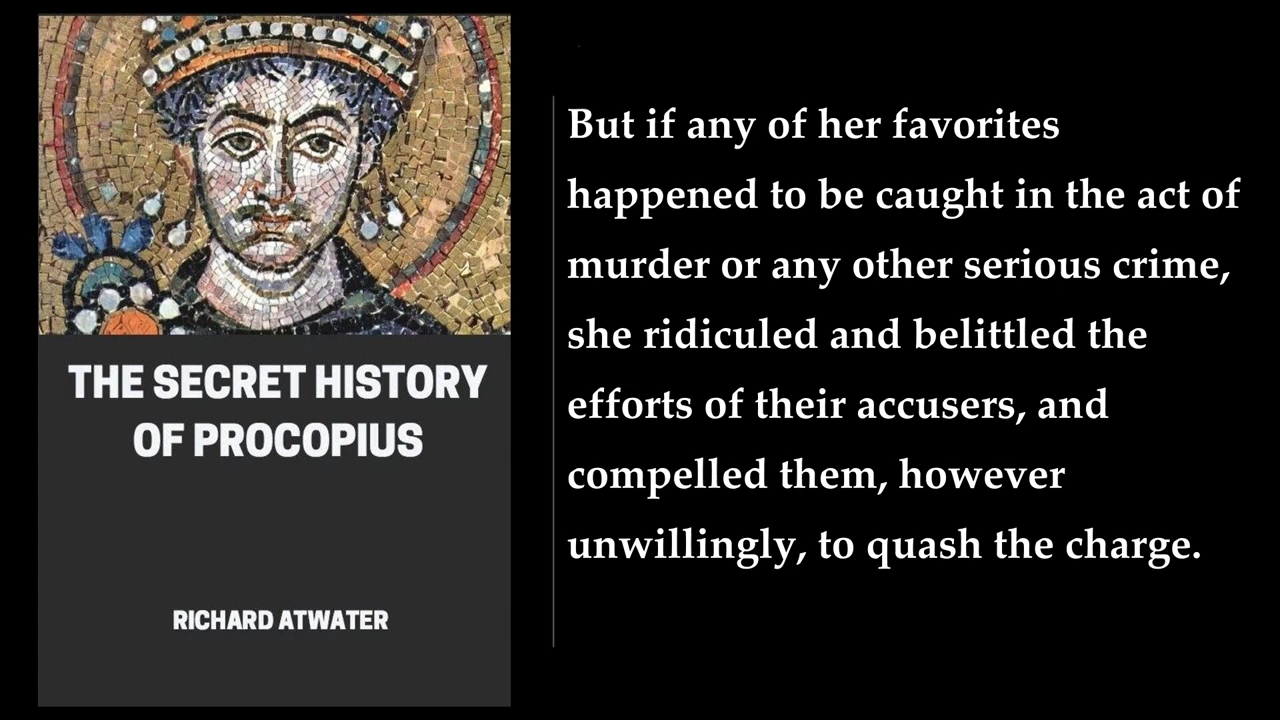 THE SECRET HISTORY
OF PROCOPIUS
RICHARD ATWATER
But if any of her favorites
happened to be caught in the act of
murder or any other serious crime,
she ridiculed and belittled the
efforts of their accusers, and
compelled them, however
unwillingly, to quash the charge.